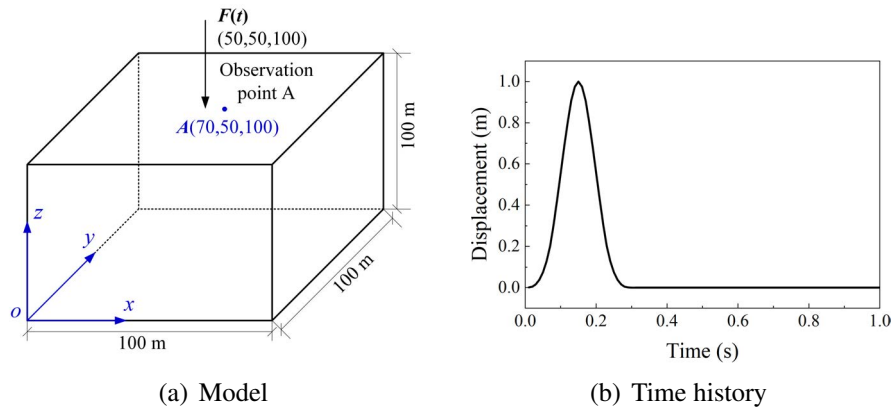 F(t)
(50,50,100)
Observation
point A
A(70,50,100)
100 m
z
y
100 m
o
x
100 m
(a) Model
Displacement (m)
1.0
0.8
0.6
0.4
0.2
0.0
0.0 0.2 0.4 0.6 0.8 1.0
Time (s)
(b) Time history